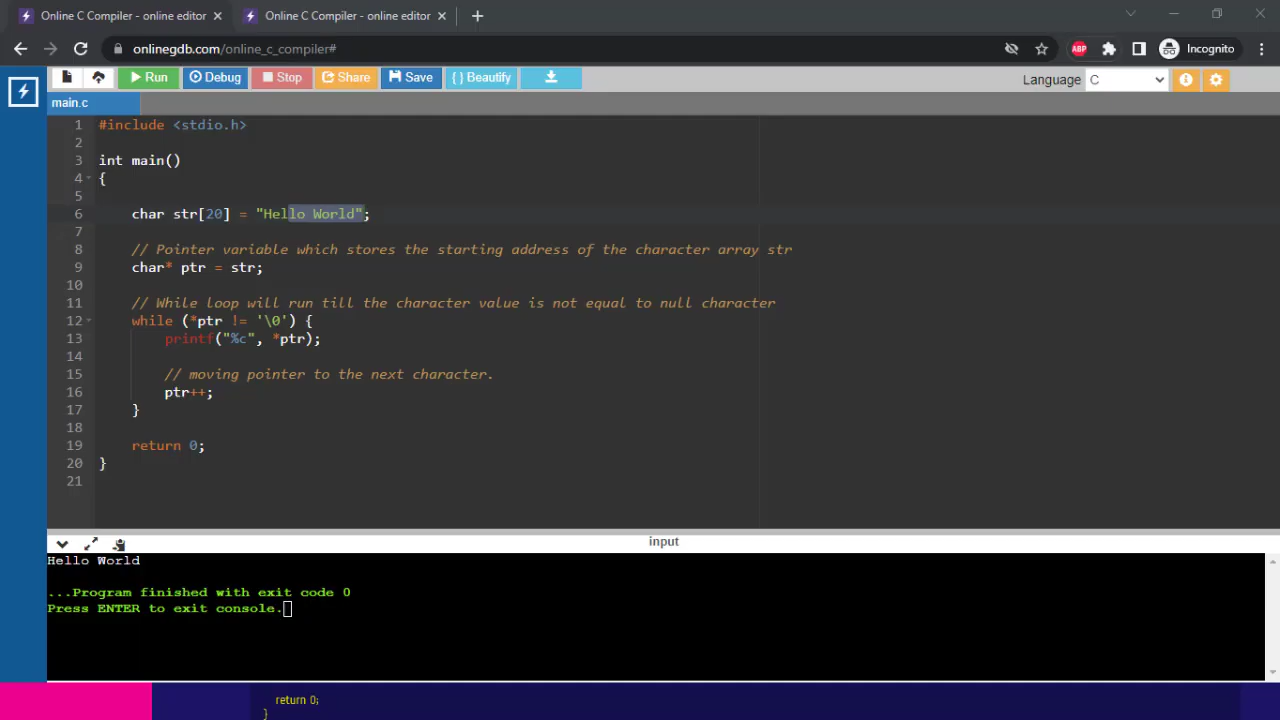 Online C Compiler - online editor
Online C Compiler - online editor
onlinegdb.com/online_c_compiler#
ABP
Incognito
Run
Debug
Stop
Share
Save
{ } Beautify
Language
C
main.c
1 #include <stdio.h>
2
3 int main()
4 {
5
6 char str[20] = "Hello World";
7
8 // Pointer variable which stores the starting address of the character array str
9 char* ptr = str;
10
11 // While loop will run till the character value is not equal to null character
12 while (*ptr != '\0') {
13 printf("%c", *ptr);
14
15 // moving pointer to the next character.
16 ptr++;
17 }
18
19 return 0;
20 }
21
input
Hello World
...Program finished with exit code 0
Press ENTER to exit console.
return 0;
}